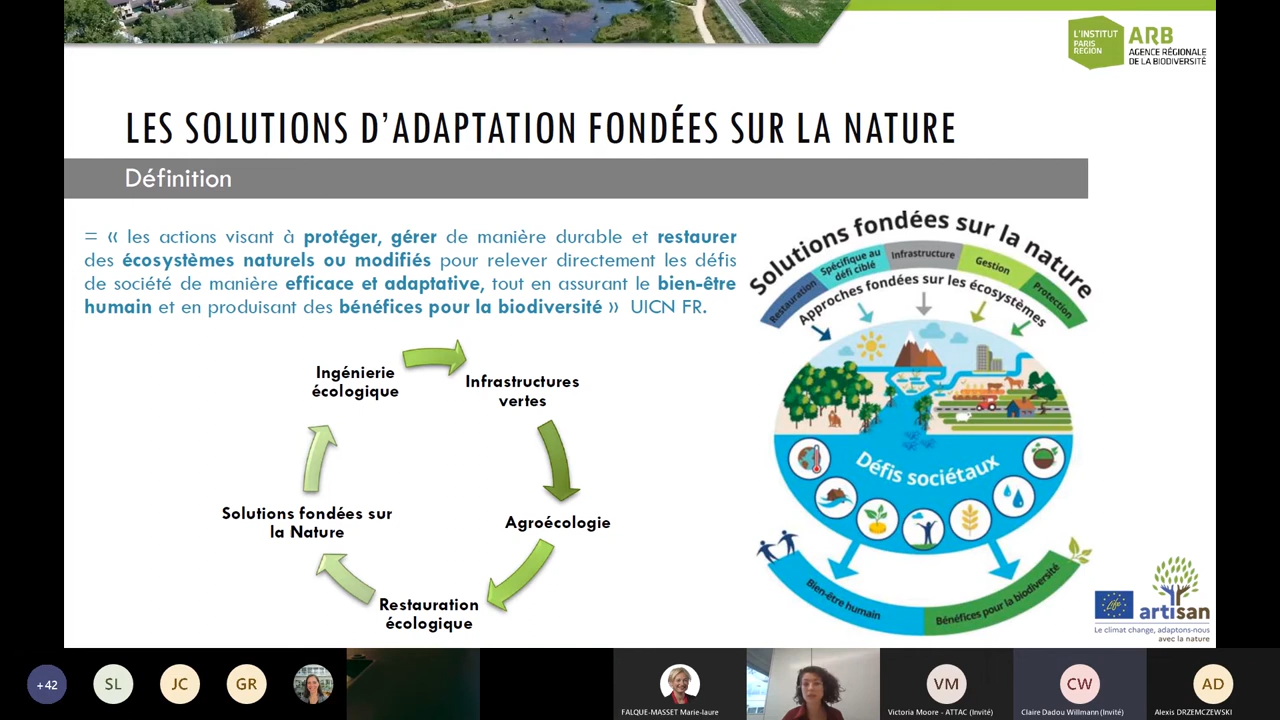 L'INSTITUT
PARIS
REGION
ARB
AGENCE RÉGIONALE
DE LA BIODIVERSITÉ
LES SOLUTIONS D'ADAPTATION FONDÉES SUR LA NATURE
Définition
= « les actions visant à protéger, gérer de manière durable et restaurer
des écosystèmes naturels ou modifiés pour relever directement les défis
de société de manière efficace et adaptative, tout en assurant le bien-être
humain et en produisant des bénéfices pour la biodiversité » UICN FR.
Ingénierie
écologique
Infrastructures
vertes
Agroécologie
Restauration
écologique
Solutions fondées sur
la Nature
Solutions fondées sur la nature
Restauration
Spécifique au
défi ciblé
Infrastructure
Gestion
Protection
Approches fondées sur les écosystèmes
Défis sociétaux
Bien-être humain
Bénéfices pour la biodiversité
Life
artisan
Le climat change, adaptons-nous
avec la nature
+42
SL
JC
GR
FALQUE-MASSET Marie-laure
VM
Victoria Moore - ATTAC (Invité)
CW
Claire Dadou Willmann (Invité)
AD
Alexis DRZEMCZEWSKI